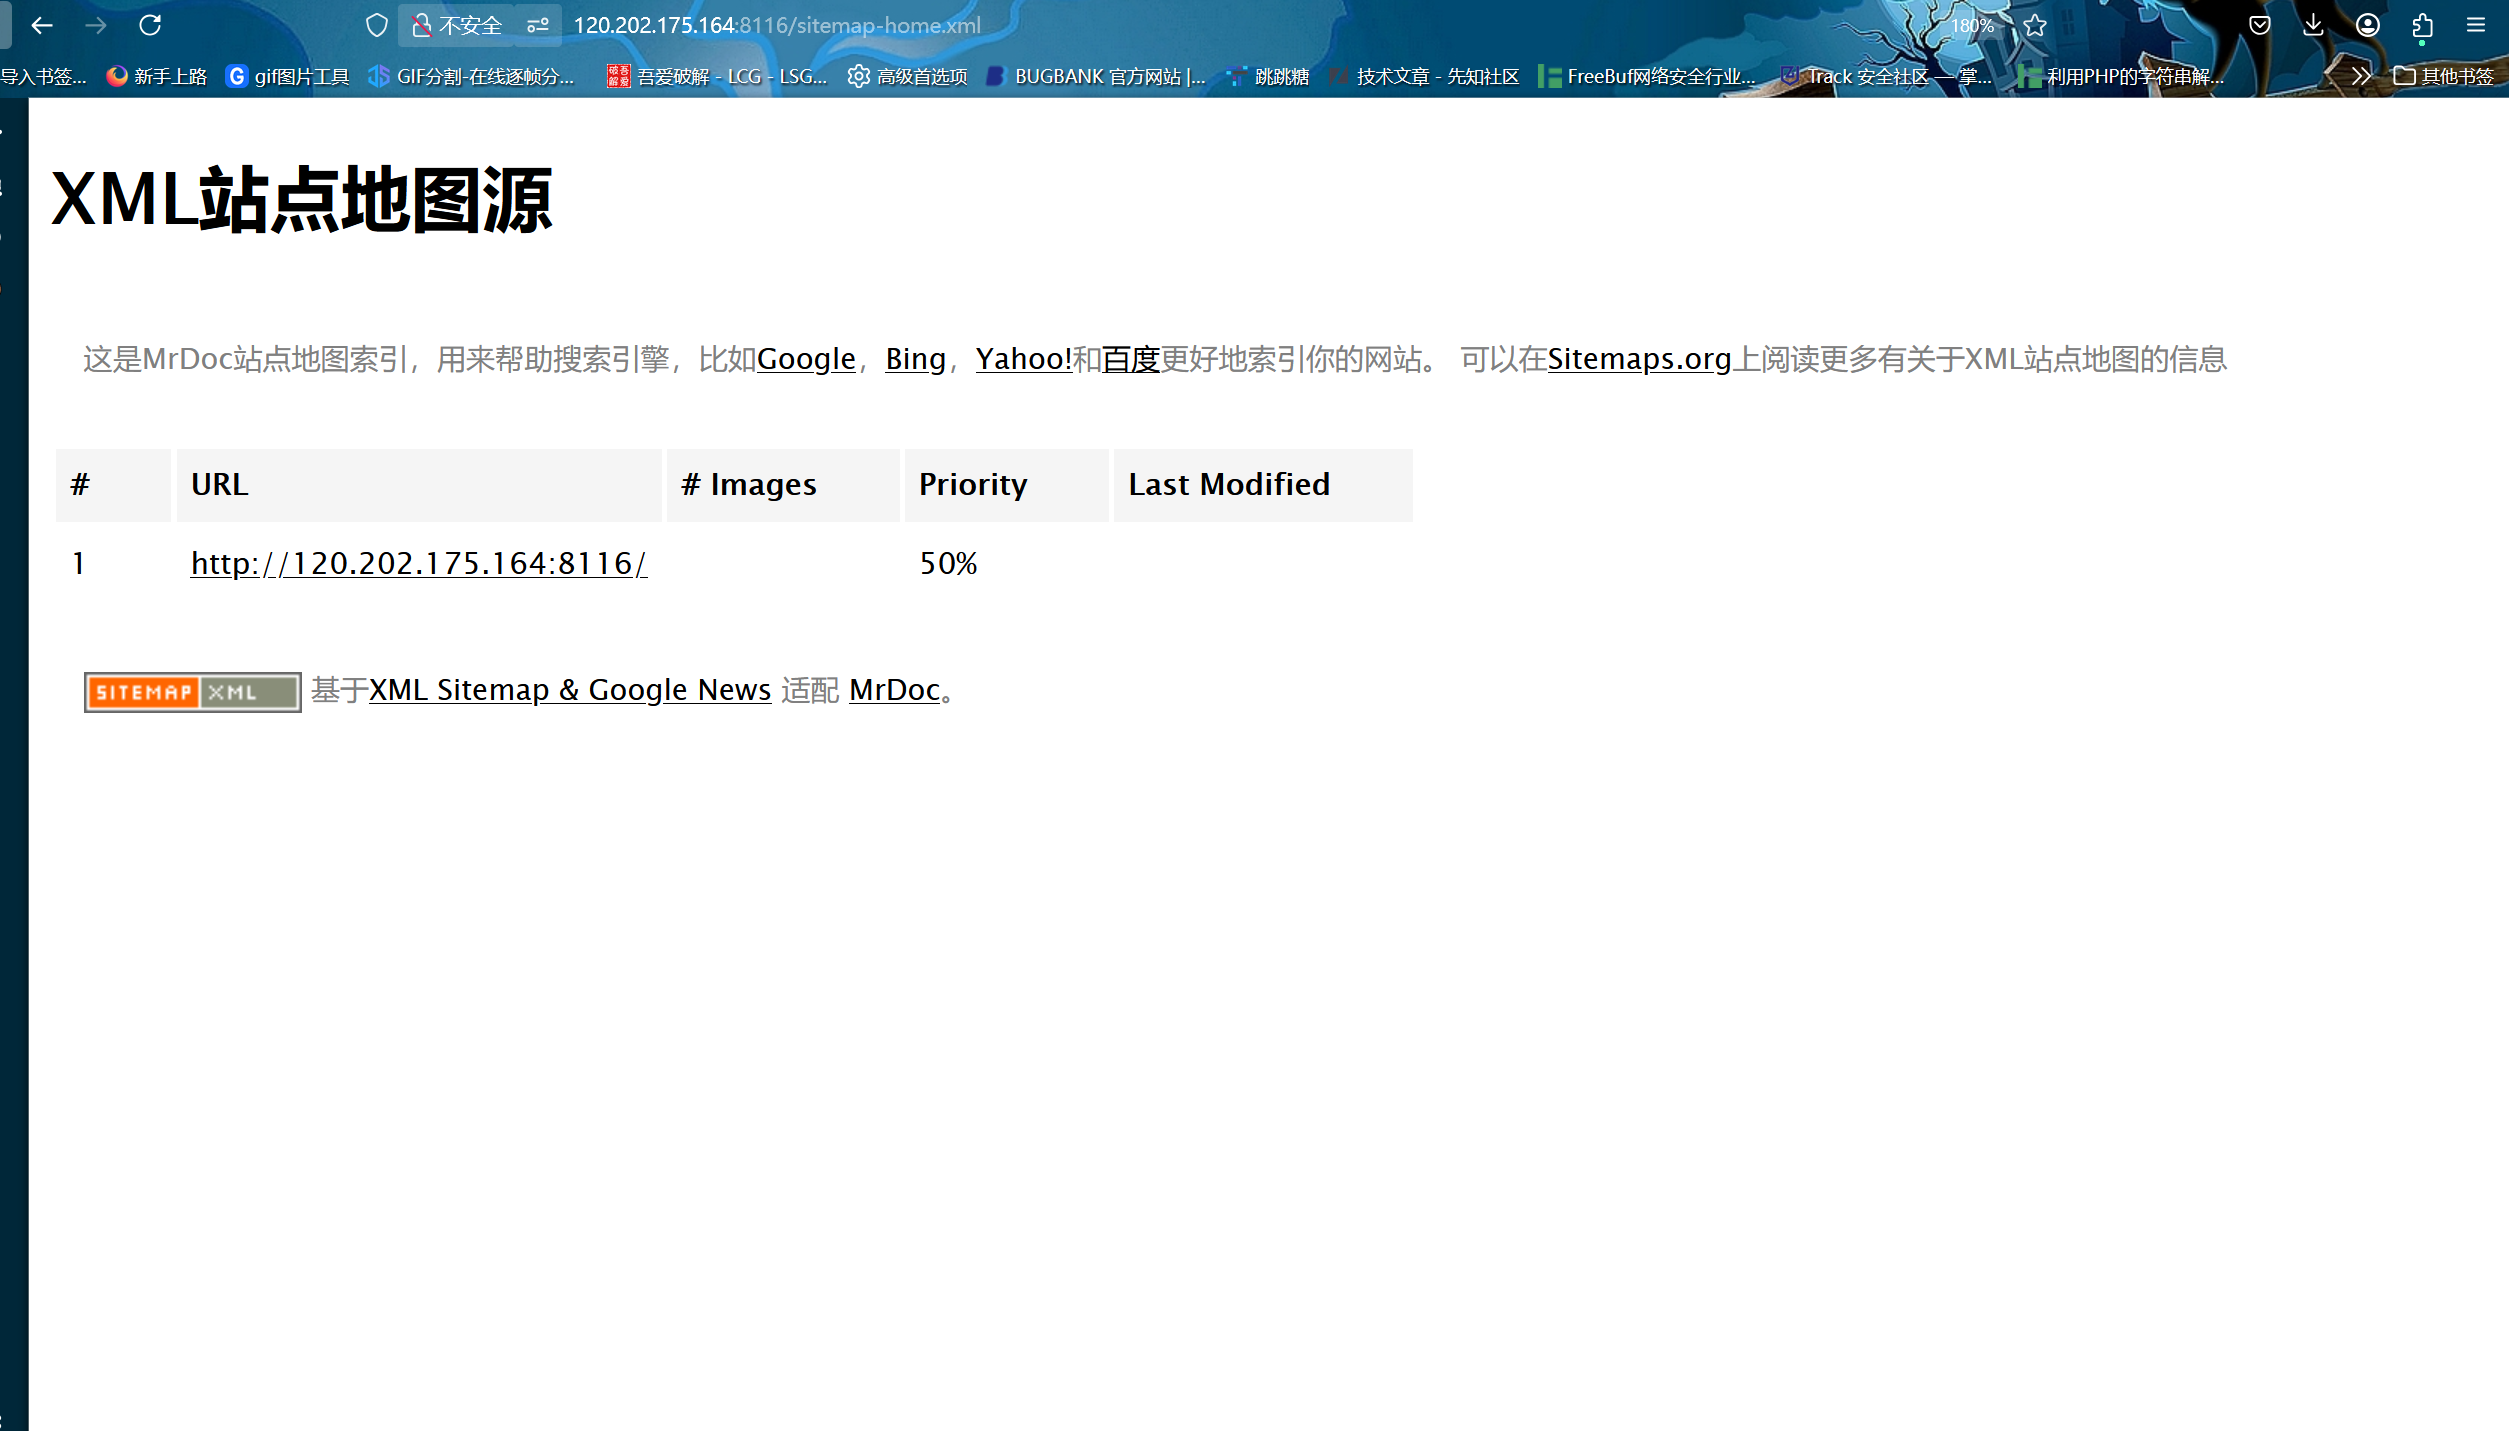 不安全 120.202.175.164:8116/sitemap-home.xml 180%
导入书签... 新手上路 G gif图片工具 GIF分割-在线逐帧分... 吾爱破解 吾爱破解 - LCG - LSG... 高级首选项 BUGBANK 官方网站 |... 跳跳糖 技术文章 - 先知社区 FreeBuf网络安全行业... Track 安全社区 — 掌... 利用PHP的字符串解... 其他书签
XML站点地图源
这是MrDoc站点地图索引，用来帮助搜索引擎，比如Google，Bing，Yahoo!和百度更好地索引你的网站。 可以在Sitemaps.org上阅读更多有关于XML站点地图的信息
# URL # Images Priority Last Modified
1 http://120.202.175.164:8116/ 50%
SITEMAP XML 基于XML Sitemap & Google News 适配 MrDoc。